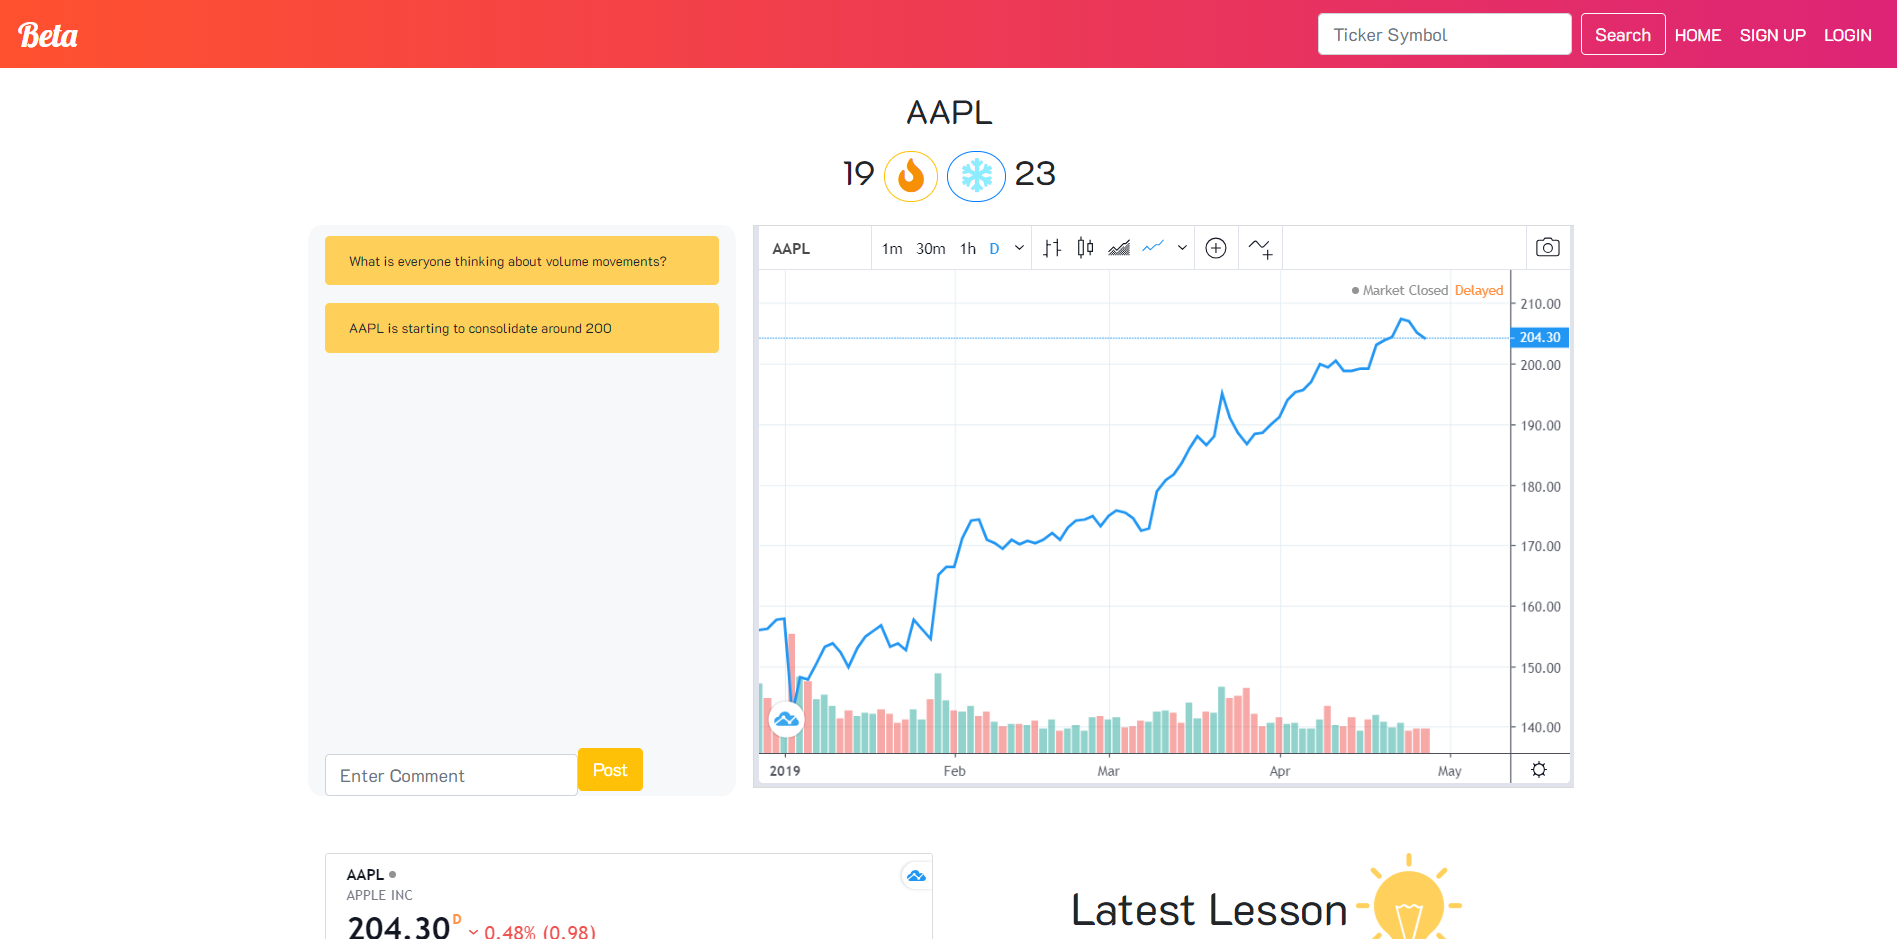 Beta
Ticker Symbol
Search
HOME
SIGN UP
LOGIN
AAPL
19
23
What is everyone thinking about volume movements?
AAPL is starting to consolidate around 200
Enter Comment
Post
AAPL
1m 30m 1h D
Market Closed Delayed
210.00
204.30
200.00
190.00
180.00
170.00
160.00
150.00
140.00
2019 Feb Mar Apr May
AAPL
APPLE INC
204.30 D 0.48% (0.98)
Latest Lesson